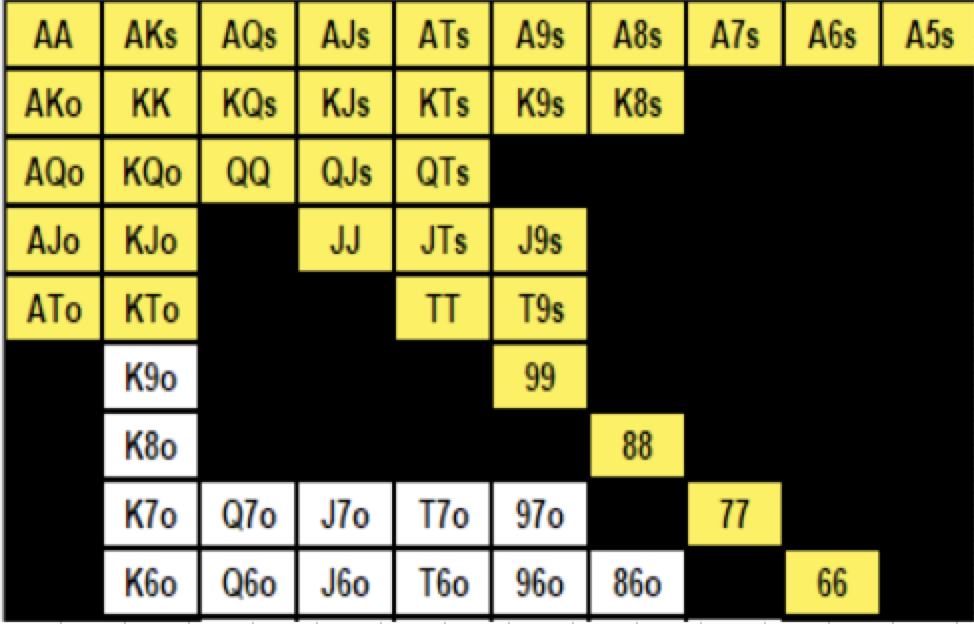 AA AKs AQs AJs ATs A9s A8s A7s A6s A5s
AKo KK KQs KJs KTs K9s K8s
AQo KQo QQ QJs QTs
AJo KJo JJ JTs J9s
ATo KTo TT T9s
K9o 99
K8o 88
K7o Q7o J7o T7o 97o 77
K6o Q6o J6o T6o 96o 86o 66